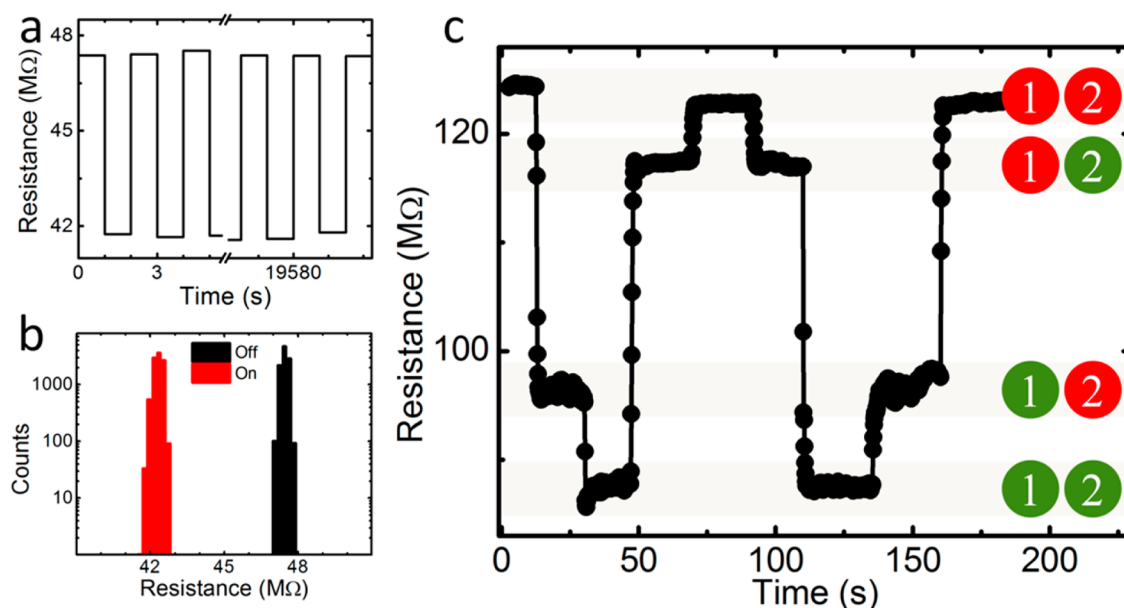 a
48
45
42
Resistance (MΩ)
0
3
19580
Time (s)
b
Off
On
1000
100
10
Counts
42
45
48
Resistance (MΩ)
c
120
100
Resistance (MΩ)
0
50
100
150
200
Time (s)
1 2
1 2
1 2
1 2